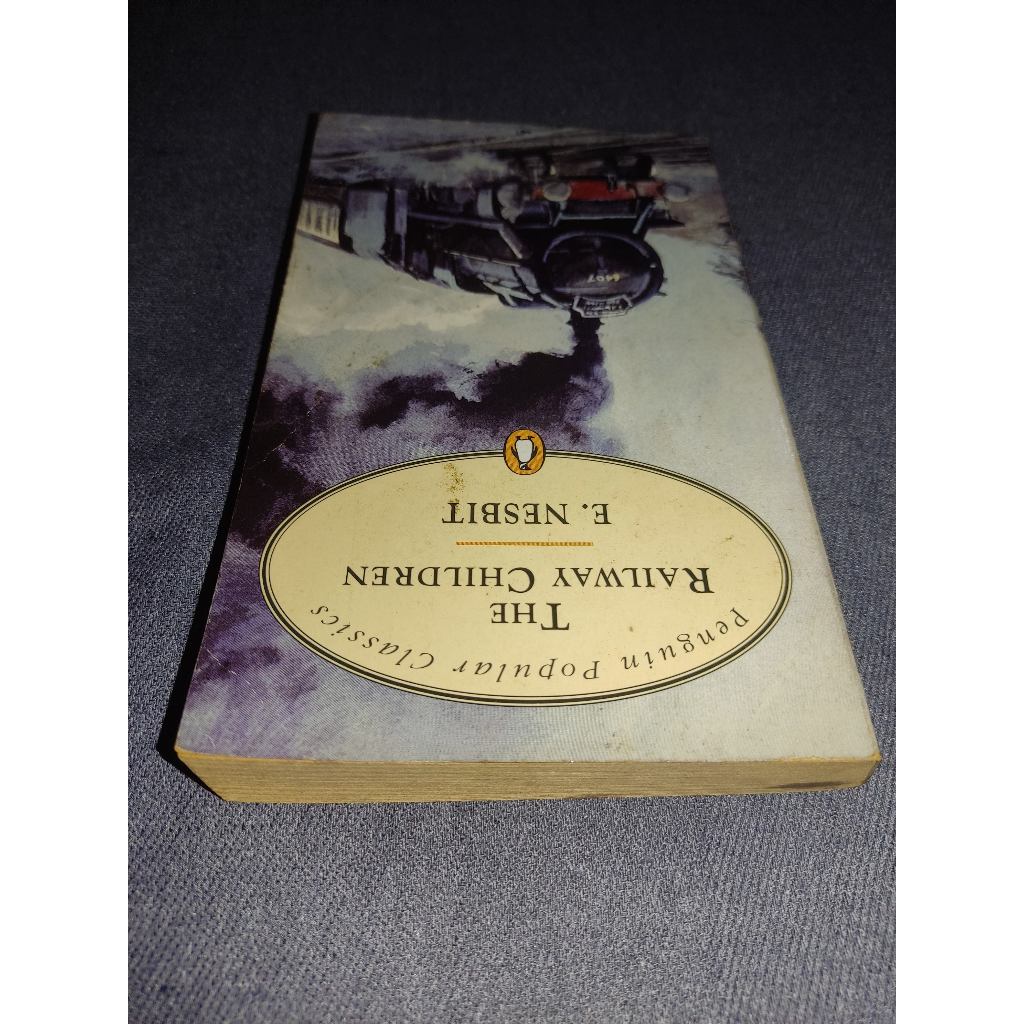 Penguin Popular Classics
THE
RAILWAY CHILDREN
E. NESBIT